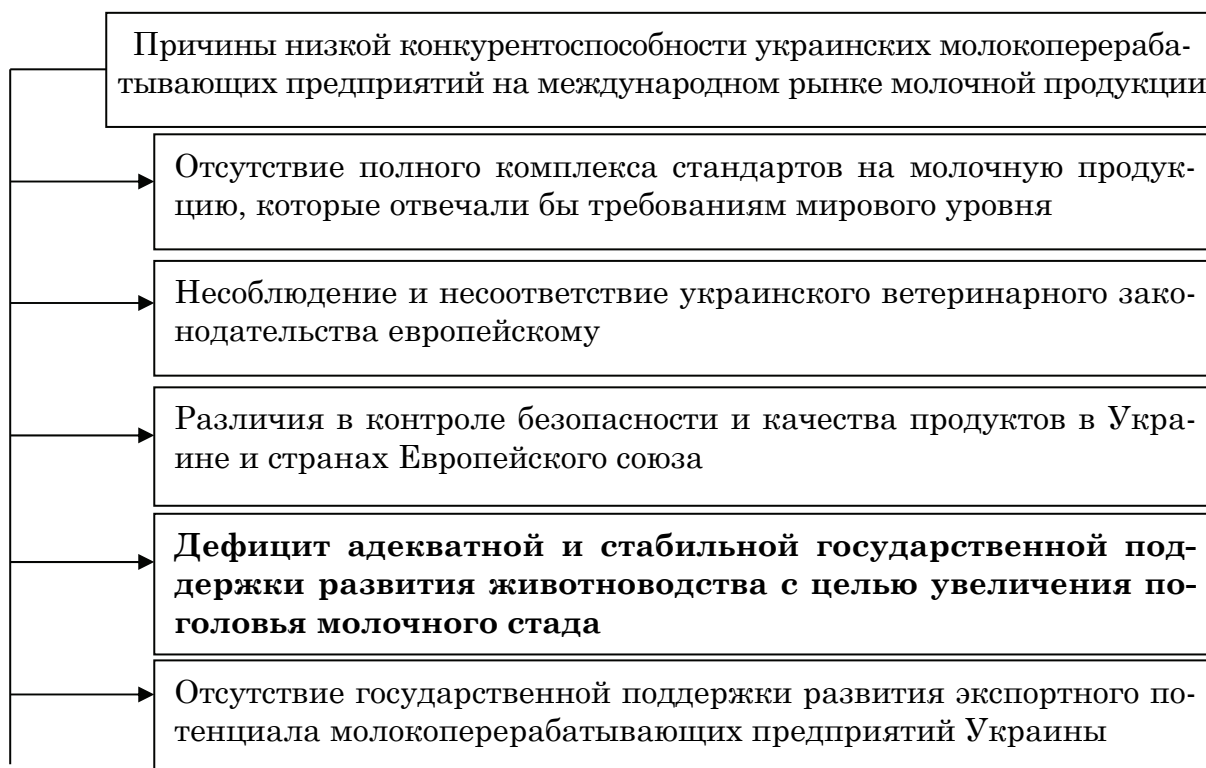 Причины низкой конкурентоспособности украинских молокоперераба-
тывающих предприятий на международном рынке молочной продукции
Отсутствие полного комплекса стандартов на молочную продук-
цию, которые отвечали бы требованиям мирового уровня
Несоблюдение и несоответствие украинского ветеринарного зако-
нодательства европейскому
Различия в контроле безопасности и качества продуктов в Укра-
ине и странах Европейского союза
Дефицит адекватной и стабильной государственной под-
держки развития животноводства с целью увеличения по-
головья молочного стада
Отсутствие государственной поддержки развития экспортного по-
тенциала молокоперерабатывающих предприятий Украины